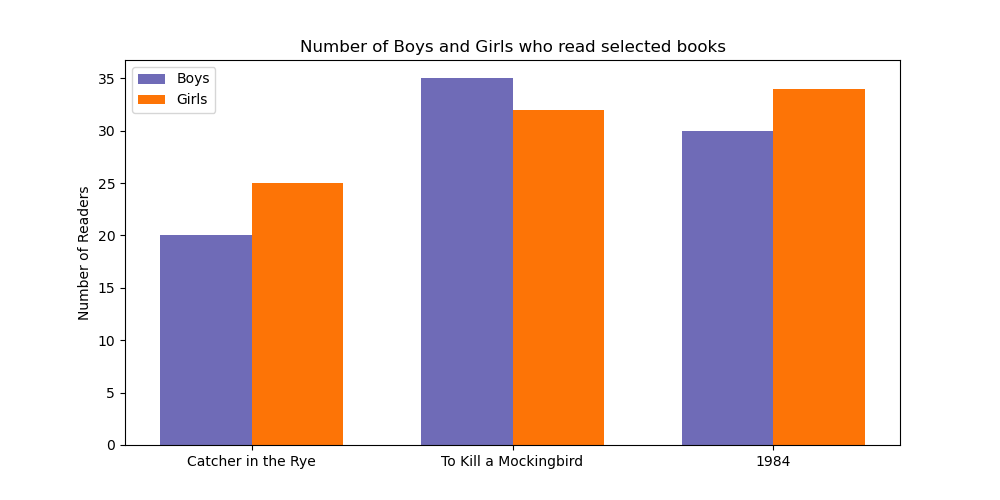 Number of Boys and Girls who read selected books
Boys
Girls
Number of Readers
35
30
25
20
15
10
5
0
Catcher in the Rye
To Kill a Mockingbird
1984